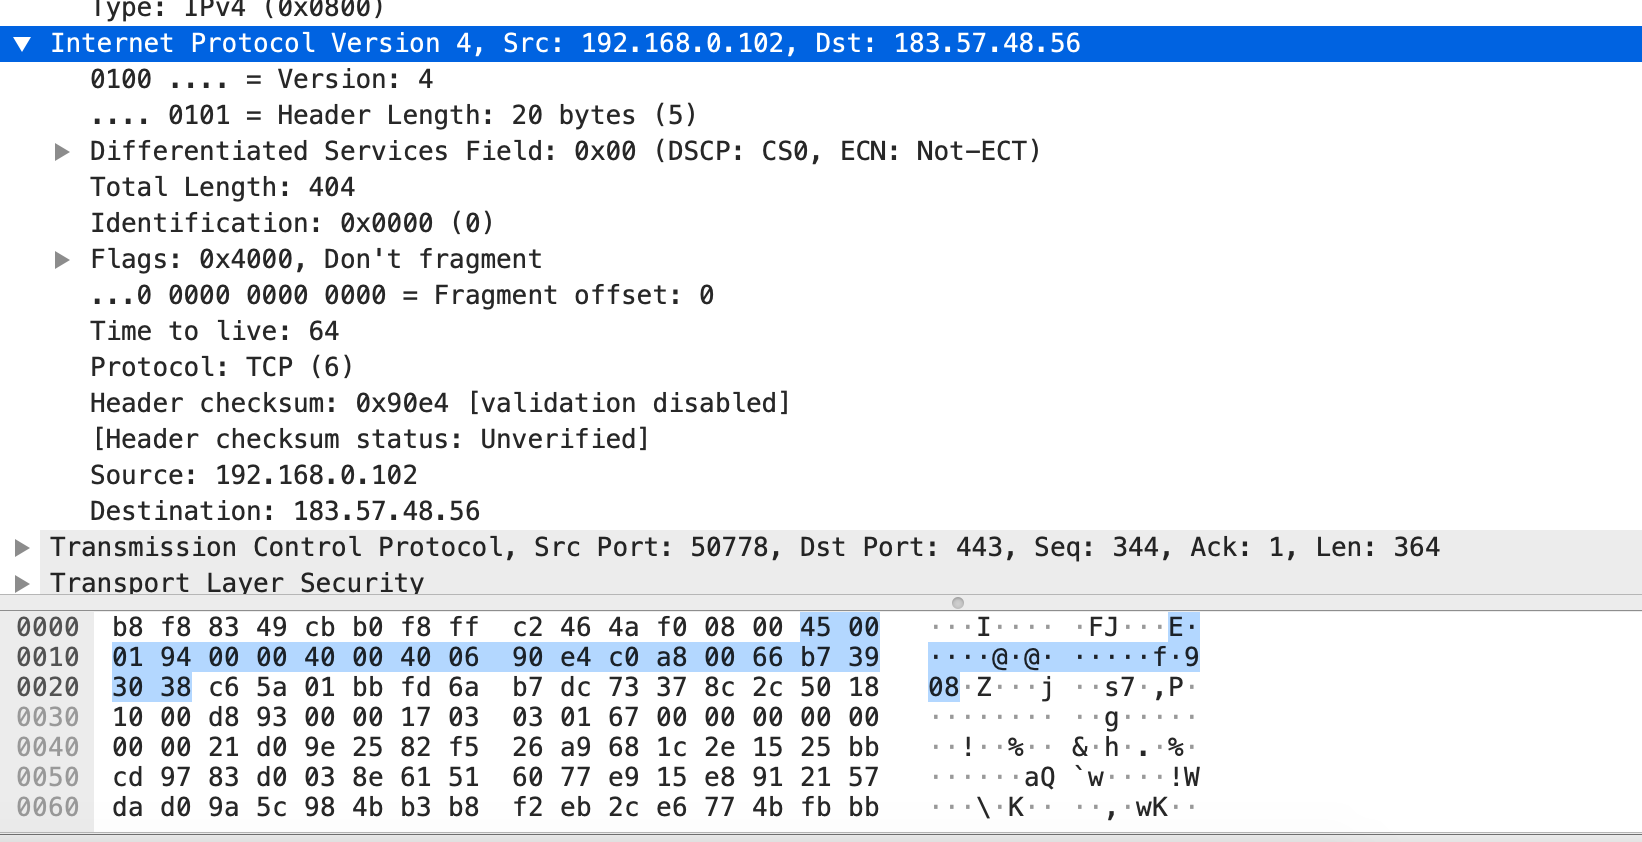 Type: IPv4 (0x0800)
Internet Protocol Version 4, Src: 192.168.0.102, Dst: 183.57.48.56
0100 .... = Version: 4
.... 0101 = Header Length: 20 bytes (5)
Differentiated Services Field: 0x00 (DSCP: CS0, ECN: Not-ECT)
Total Length: 404
Identification: 0x0000 (0)
Flags: 0x4000, Don't fragment
...0 0000 0000 0000 = Fragment offset: 0
Time to live: 64
Protocol: TCP (6)
Header checksum: 0x90e4 [validation disabled]
[Header checksum status: Unverified]
Source: 192.168.0.102
Destination: 183.57.48.56
Transmission Control Protocol, Src Port: 50778, Dst Port: 443, Seq: 344, Ack: 1, Len: 364
Transport Layer Security
0000 b8 f8 83 49 cb b0 f8 ff c2 46 4a f0 08 00 45 00 ···I···· ·FJ···E·
0010 01 94 00 00 40 00 40 06 90 e4 c0 a8 00 66 b7 39 ····@·@· ·····f·9
0020 30 38 c6 5a 01 bb fd 6a b7 dc 73 37 8c 2c 50 18 08·Z···j ··s7·,P·
0030 10 00 d8 93 00 00 17 03 03 01 67 00 00 00 00 00 ········ ··g·····
0040 00 00 21 d0 9e 25 82 f5 26 a9 68 1c 2e 15 25 bb ··!··%·· &·h·.·%·
0050 cd 97 83 d0 03 8e 61 51 60 77 e9 15 e8 91 21 57 ······aQ `w····!W
0060 da d0 9a 5c 98 4b b3 b8 f2 eb 2c e6 77 4b fb bb ···\·K·· ··,·wK··